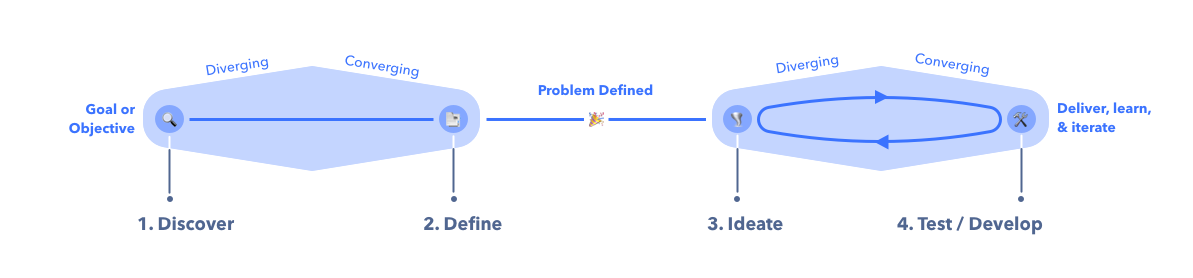 Diverging
Converging
Goal or
Objective
Problem Defined
Diverging
Converging
Deliver, learn,
& iterate
1. Discover
2. Define
3. Ideate
4. Test / Develop